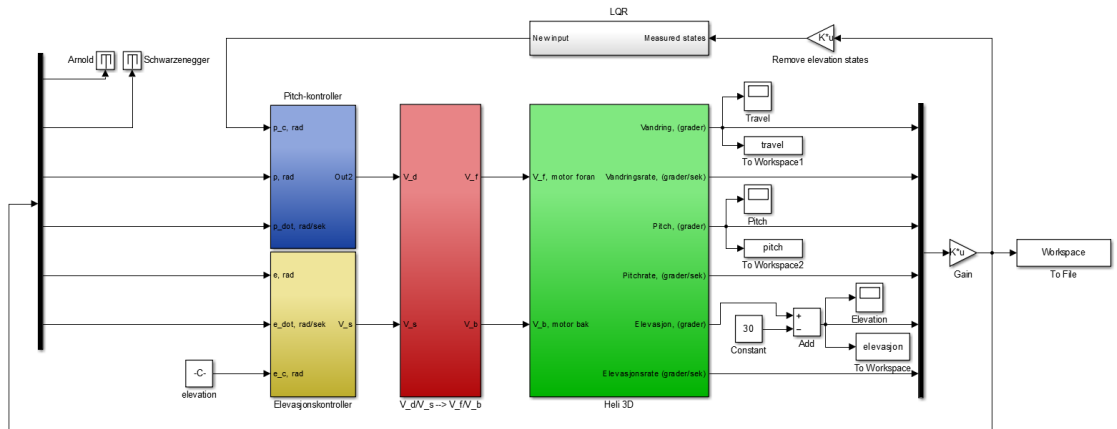 LQR
New input
Measured states
K*u
Remove elevation states
Arnold
Schwarzenegger
Pitch-kontroller
p_c, rad
p, rad
Out2
p_dot, rad/sek
e, rad
e_dot, rad/sek
V_s
e_c, rad
Elevasjonskontroller
-C-
elevation
V_d
V_f
V_s
V_b
V_d/V_s --> V_f/V_b
Vandring, (grader)
V_f, motor foran
Vandringsrate, (grader/sek)
Pitch, (grader)
Pitchrate, (grader/sek)
V_b, motor bak
Elevasjon, (grader)
Elevasjonsrate (grader/sek)
Heli 3D
Travel
travel
To Workspace1
Pitch
pitch
To Workspace2
30
Constant
+
−
Add
Elevation
elevasjon
To Workspace
K*u
Gain
Workspace
To File